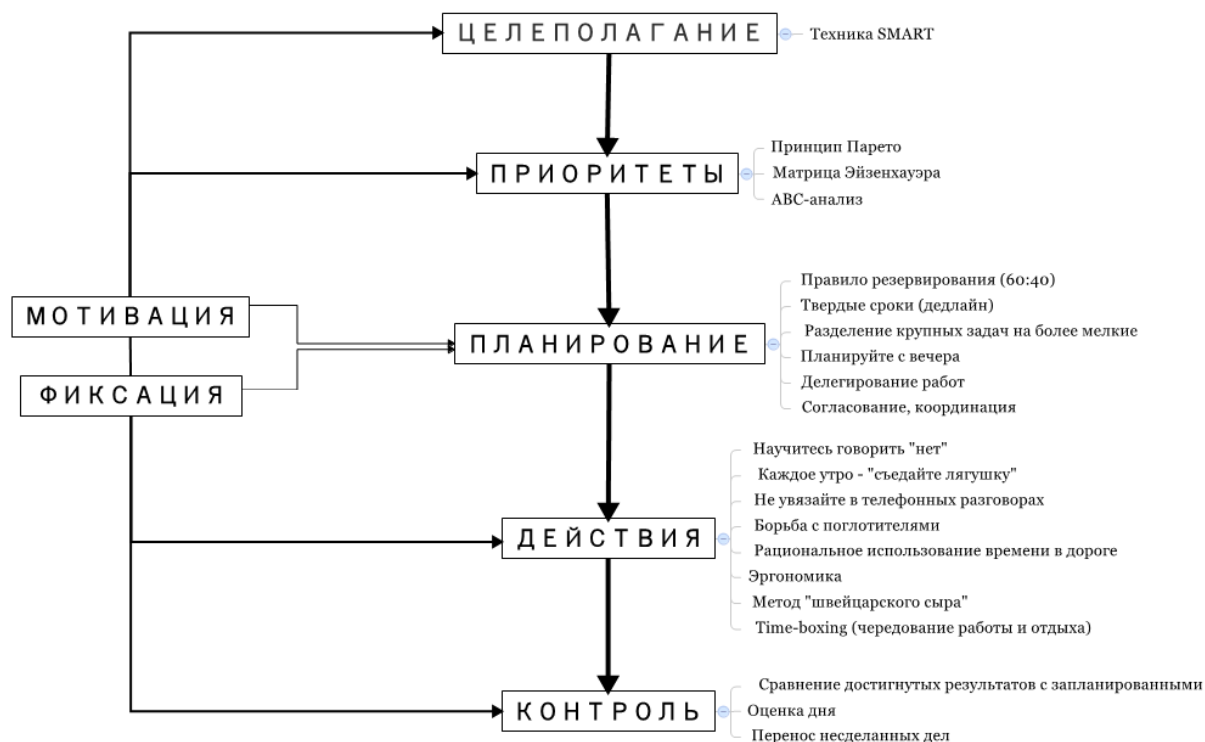 ЦЕЛЕПОЛАГАНИЕ
Техника SMART
ПРИОРИТЕТЫ
Принцип Парето
Матрица Эйзенхауэра
АВС-анализ
МОТИВАЦИЯ
ФИКСАЦИЯ
ПЛАНИРОВАНИЕ
Правило резервирования (60:40)
Твердые сроки (дедлайн)
Разделение крупных задач на более мелкие
Планируйте с вечера
Делегирование работ
Согласование, координация
ДЕЙСТВИЯ
Научитесь говорить "нет"
Каждое утро - "съедайте лягушку"
Не увязайте в телефонных разговорах
Борьба с поглотителями
Рациональное использование времени в дороге
Эргономика
Метод "швейцарского сыра"
Time-boxing (чередование работы и отдыха)
КОНТРОЛЬ
Сравнение достигнутых результатов с запланированными
Оценка дня
Перенос несделанных дел